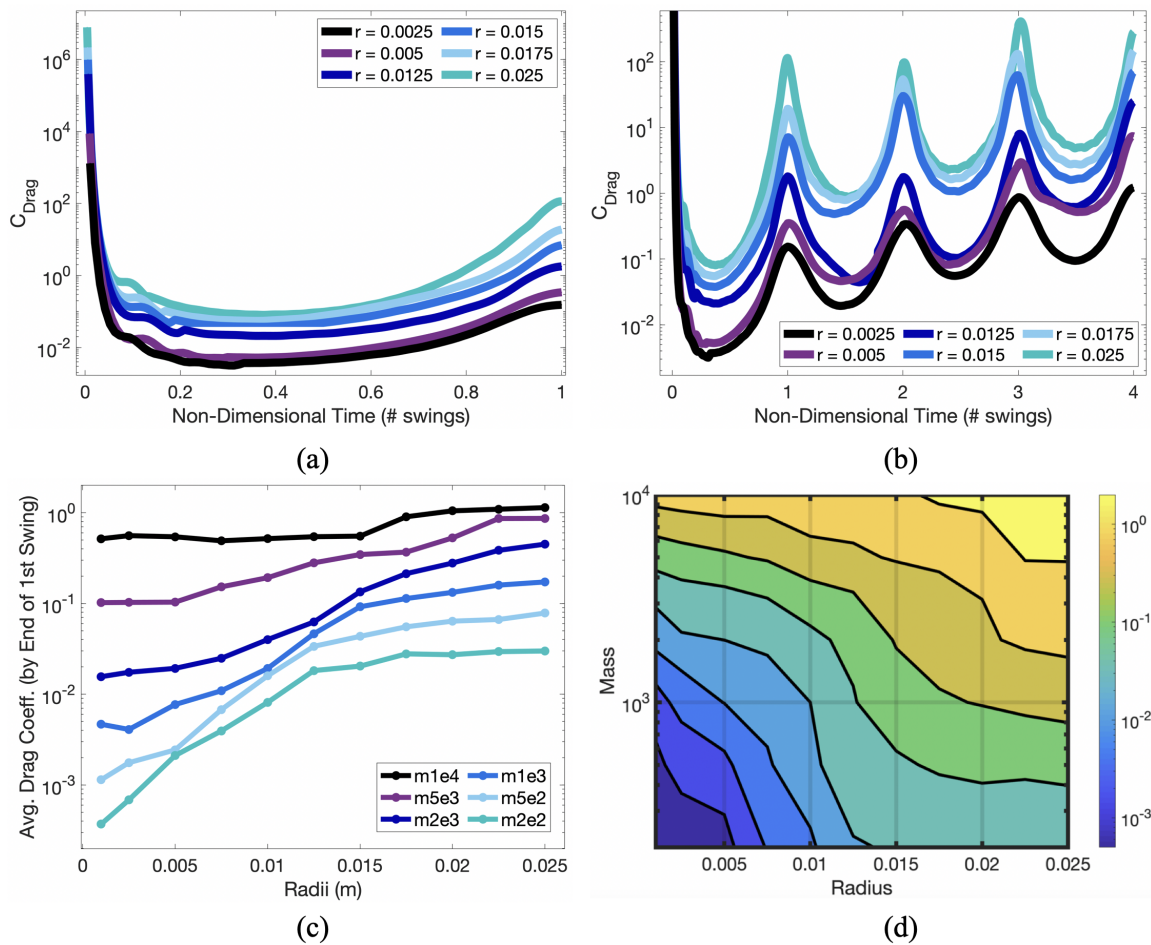 r = 0.0025 r = 0.015
r = 0.005 r = 0.0175
r = 0.0125 r = 0.025
10^6
10^4
10^2
10^0
10^-2
C_Drag
0 0.2 0.4 0.6 0.8 1
Non-Dimensional Time (# swings)
(a)
10^2
10^1
10^0
10^-1
10^-2
C_Drag
r = 0.0025 r = 0.0125 r = 0.0175
r = 0.005 r = 0.015 r = 0.025
0 1 2 3 4
Non-Dimensional Time (# swings)
(b)
10^0
10^-1
10^-2
10^-3
Avg. Drag Coeff. (by End of 1st Swing)
m1e4 m1e3
m5e3 m5e2
m2e3 m2e2
0 0.005 0.01 0.015 0.02 0.025
Radii (m)
(c)
10^4
10^3
Mass
0.005 0.01 0.015 0.02 0.025
Radius
10^0
10^-1
10^-2
10^-3
(d)